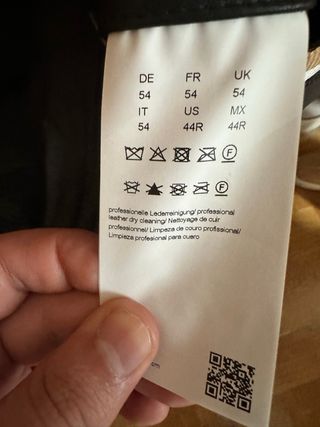 DE FR UK
54 54 54
IT US MX
54 44R 44R
F
F
professionelle Lederreinigung/ professional
leather dry cleaning/ Nettoyage de cuir
professionnel/ Limpeza de couro profissional/
Limpieza profesional para cuero